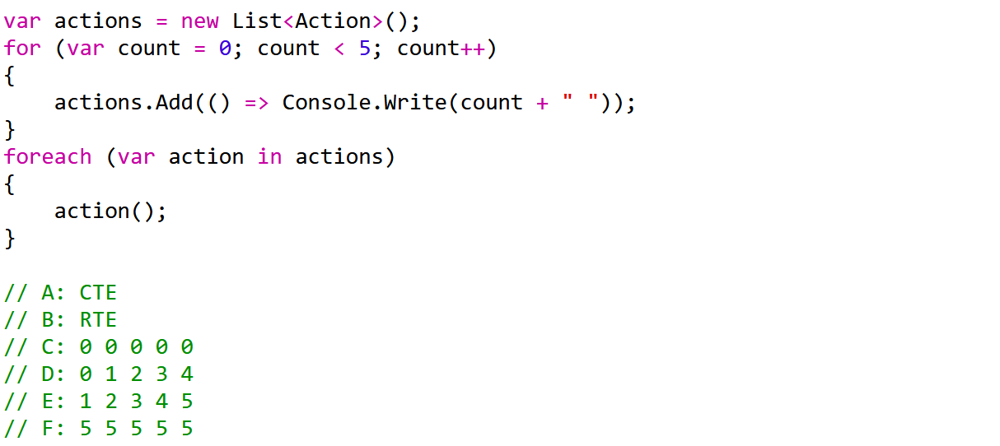 var actions = new List<Action>();
for (var count = 0; count < 5; count++)
{
    actions.Add(() => Console.Write(count + " "));
}
foreach (var action in actions)
{
    action();
}

// A: CTE
// B: RTE
// C: 0 0 0 0 0
// D: 0 1 2 3 4
// E: 1 2 3 4 5
// F: 5 5 5 5 5